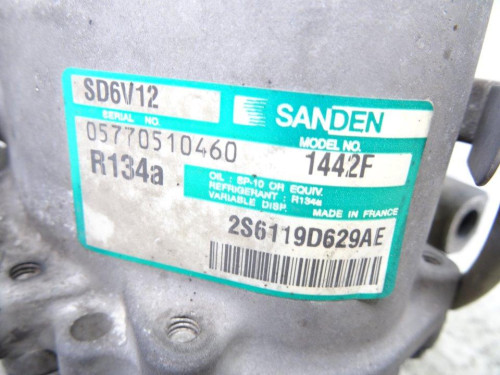 SD6V12 SANDEN
SERIAL NO. MODEL NO.
05770510460 1442F
R134a
OIL : SP-10 OR EQUIV.
REFRIGERANT : R134a
VARIABLE DISP. MADE IN FRANCE
2S6119D629AE